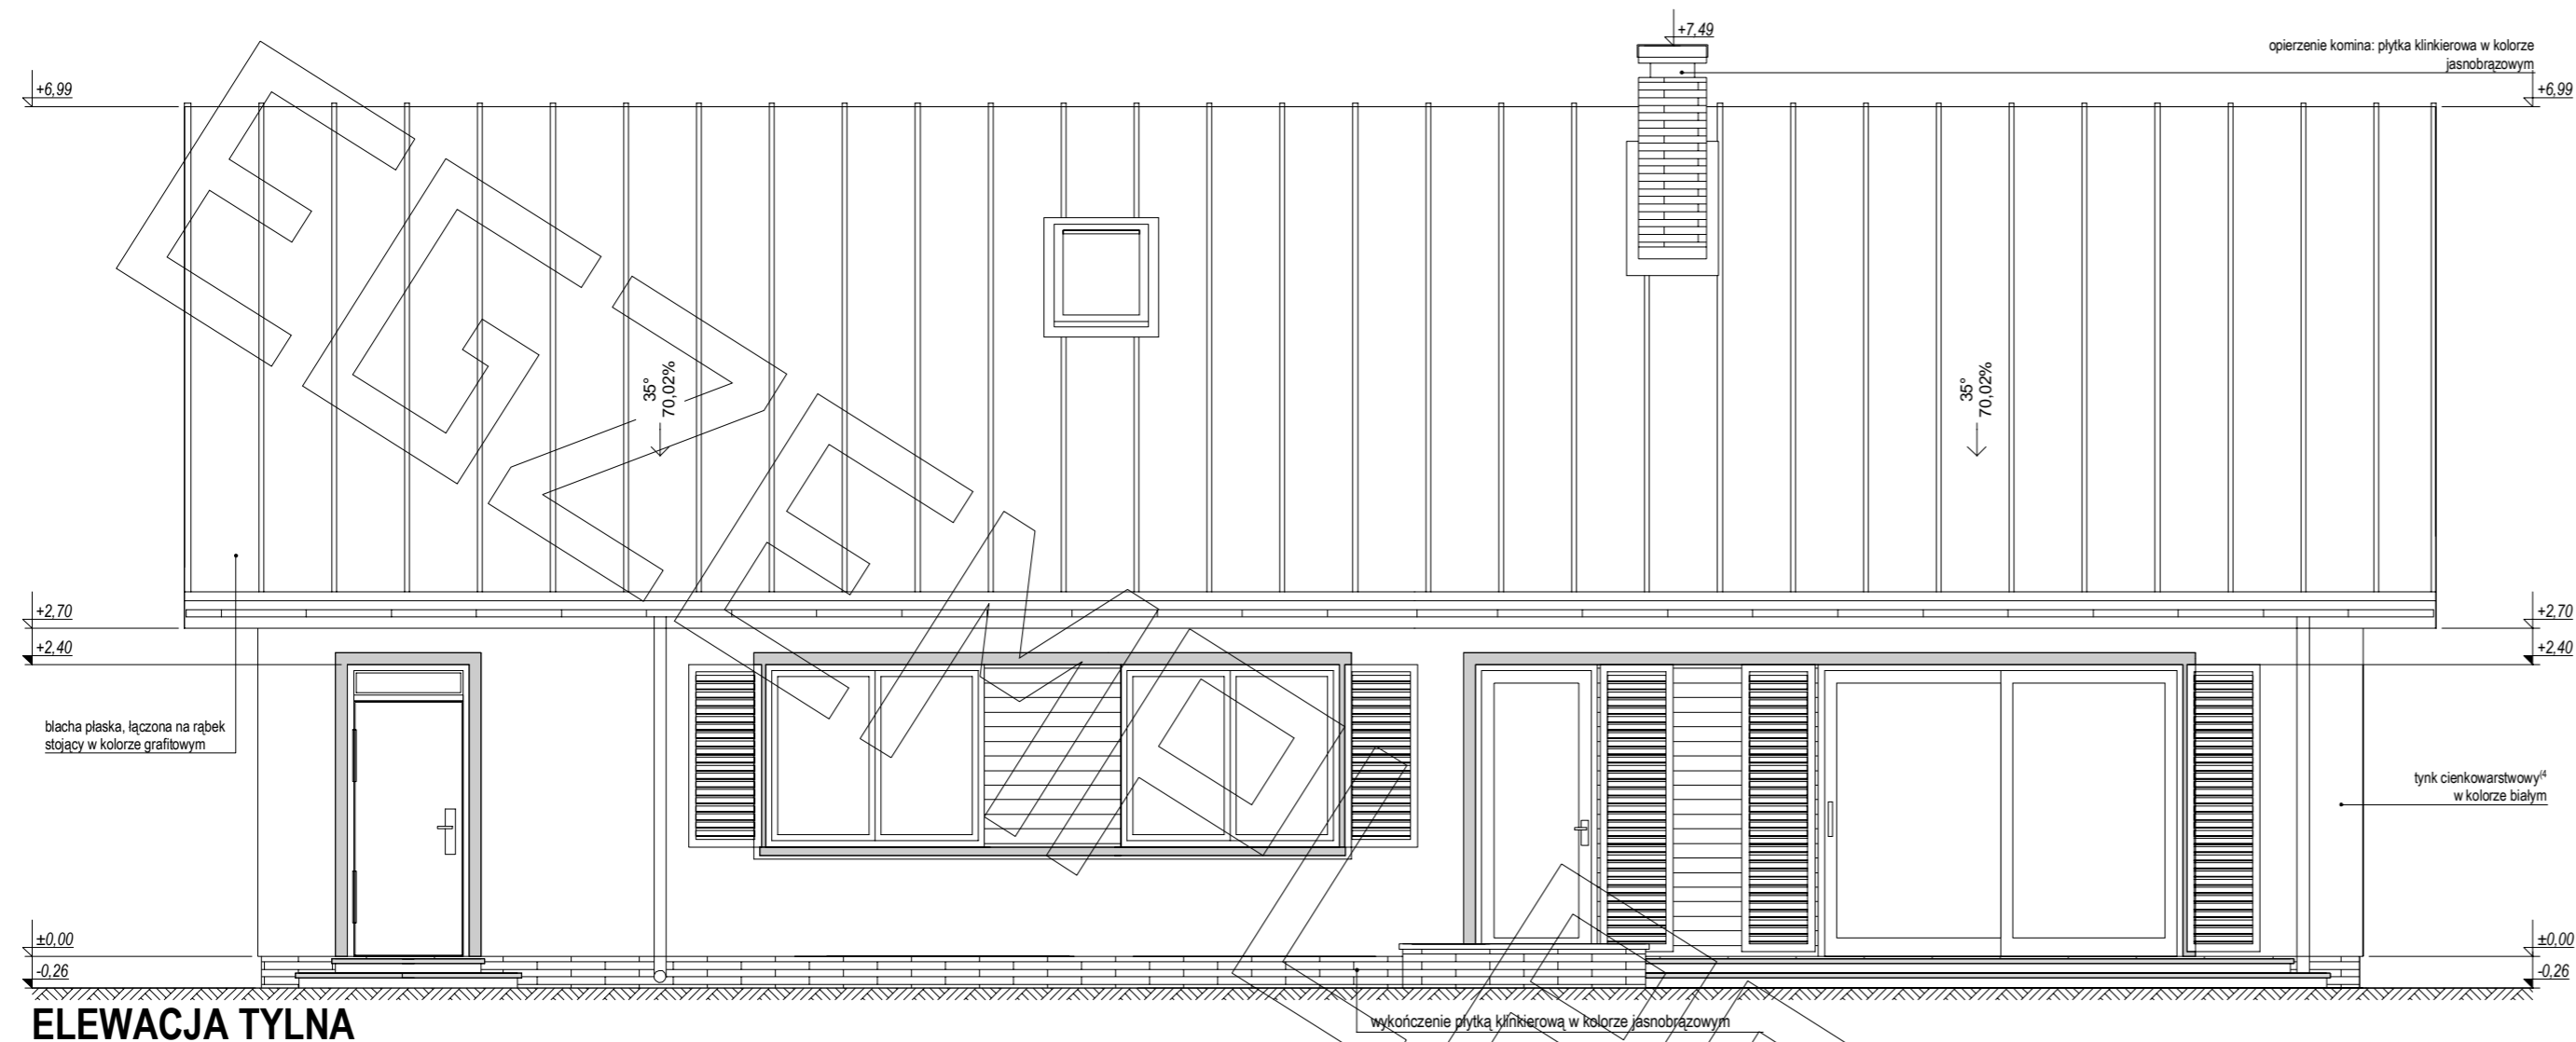 +7,49
opierzenie komina: płytka klinkierowa w kolorze
jasnobrązowym
+6,99
+6,99
35°
70,02%
35°
70,02%
+2,70
+2,70
+2,40
+2,40
blacha płaska, łączona na rąbek
stojący w kolorze grafitowym
tynk cienkowarstwowy(4
w kolorze białym
±0,00
±0,00
-0,26
-0,26
wykończenie płytką klinkierową w kolorze jasnobrązowym
ELEWACJA TYLNA